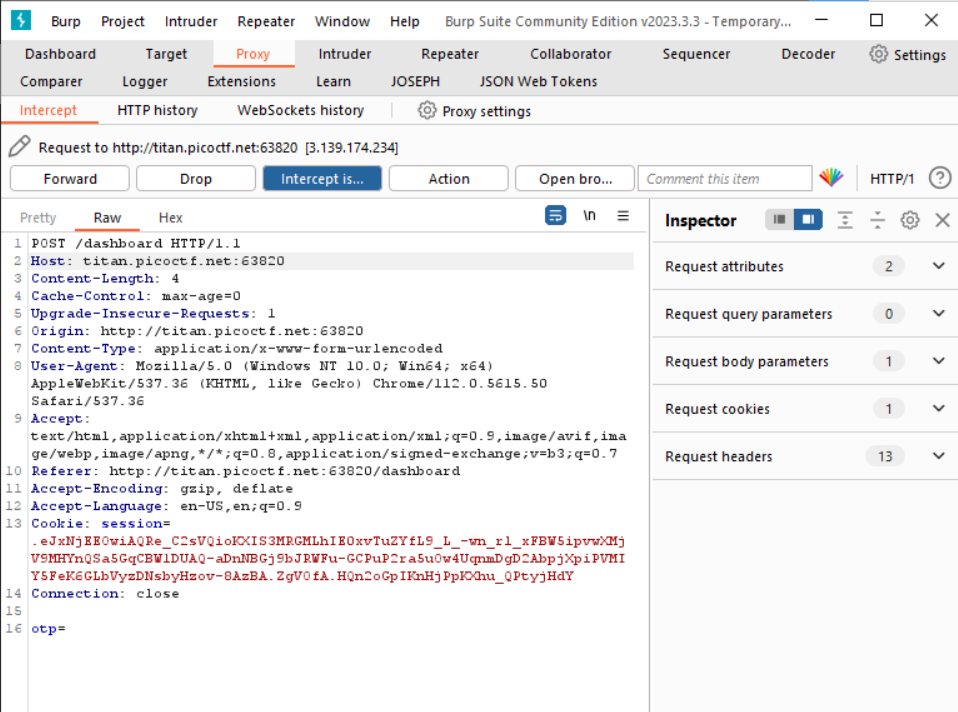 Burp Project Intruder Repeater Window Help Burp Suite Community Edition v2023.3.3 - Temporary...
Dashboard Target Proxy Intruder Repeater Collaborator Sequencer Decoder Settings
Comparer Logger Extensions Learn JOSEPH JSON Web Tokens
Intercept HTTP history WebSockets history Proxy settings
Request to http://titan.picoctf.net:63820 [3.139.174.234]
Forward Drop Intercept is... Action Open bro... Comment this item HTTP/1 ?
Pretty Raw Hex \n
1 POST /dashboard HTTP/1.1
2 Host: titan.picoctf.net:63820
3 Content-Length: 4
4 Cache-Control: max-age=0
5 Upgrade-Insecure-Requests: 1
6 Origin: http://titan.picoctf.net:63820
7 Content-Type: application/x-www-form-urlencoded
8 User-Agent: Mozilla/5.0 (Windows NT 10.0; Win64; x64)
AppleWebKit/537.36 (KHTML, like Gecko) Chrome/112.0.5615.50
Safari/537.36
9 Accept:
text/html,application/xhtml+xml,application/xml;q=0.9,image/avif,ima
ge/webp,image/apng,*/*;q=0.8,application/signed-exchange;v=b3;q=0.7
10 Referer: http://titan.picoctf.net:63820/dashboard
11 Accept-Encoding: gzip, deflate
12 Accept-Language: en-US,en;q=0.9
13 Cookie: session=
14 Connection: close
15
16 otp=
Inspector
Request attributes 2
Request query parameters 0
Request body parameters 1
Request cookies 1
Request headers 13